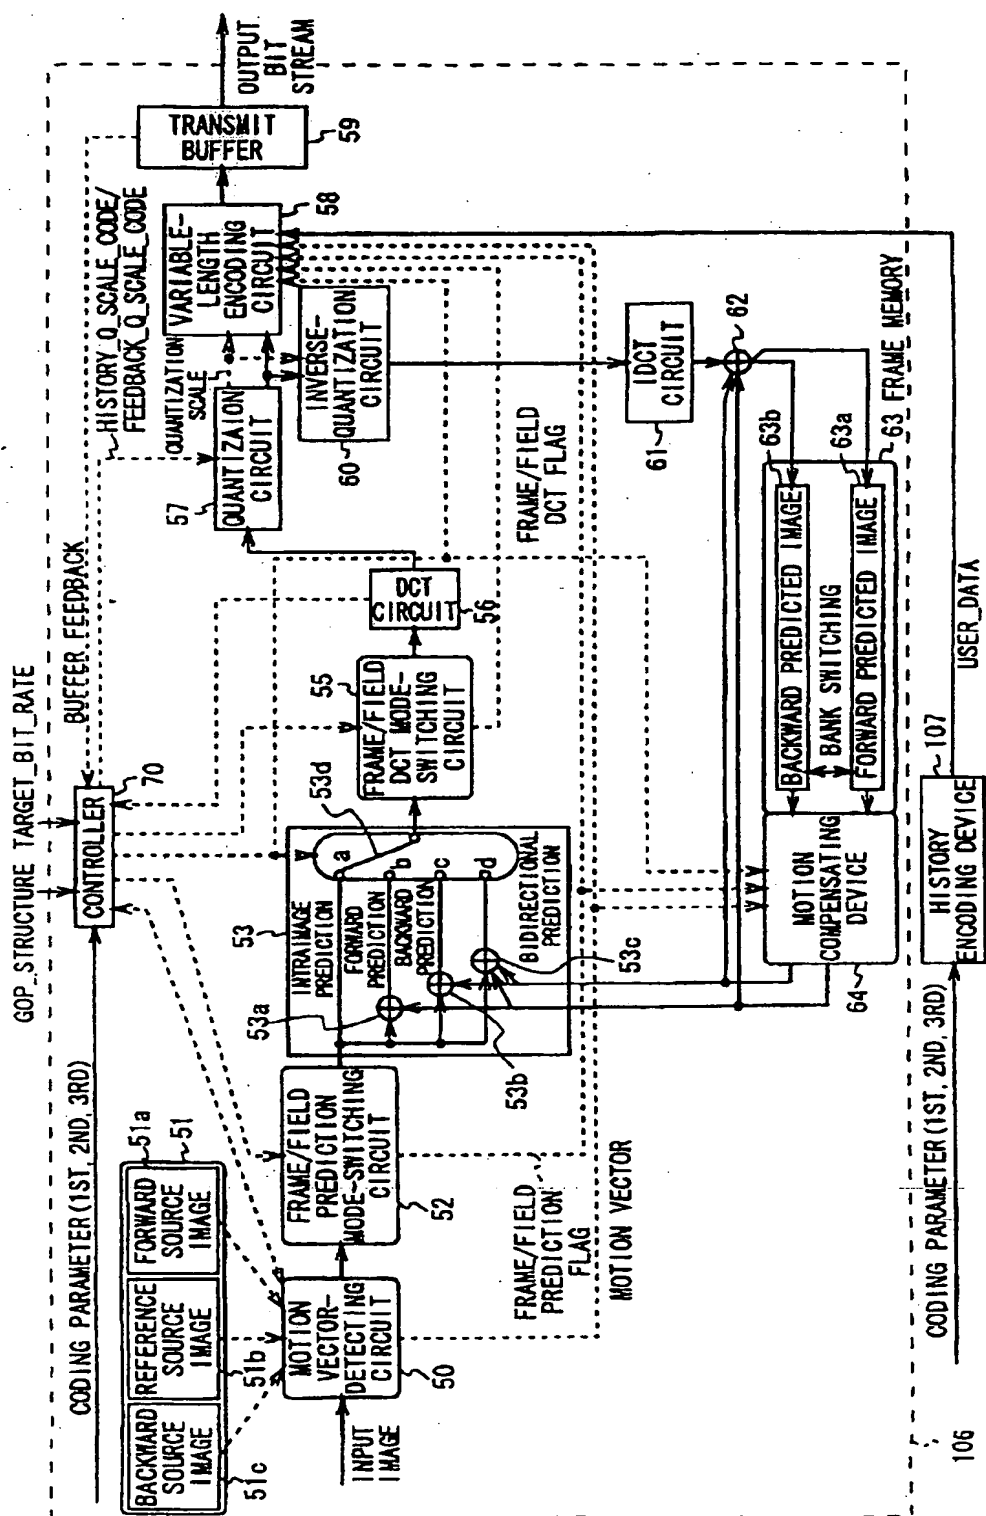 GOP_STRUCTURE TARGET_BIT_RATE
CODING PARAMETER(1ST, 2ND, 3RD)
CONTROLLER
70
BUFFER FEEDBACK
HISTORY_Q_SCALE_CODE/
FEEDBACK_Q_SCALE_CODE
BACKWARD
SOURCE
IMAGE
51c
REFERENCE
SOURCE
IMAGE
51b
FORWARD
SOURCE
IMAGE
51a
51
INPUT
IMAGE
MOTION
VECTOR-
DETECTING
CIRCUIT
50
FRAME/FIELD
PREDICTION
MODE-SWITCHING
CIRCUIT
52
53
INTRAIMAGE
PREDICTION
FORWARD
PREDICTION
BACKWARD
PREDICTION
BIDIRECTIONAL
PREDICTION
a
b
c
d
53a
53b
53c
53d
FRAME/FIELD
DCT MODE-
SWITCHING
CIRCUIT
55
DCT
CIRCUIT
56
57
QUANTIZAION
CIRCUIT
QUANTIZATION
SCALE
VARIABLE-
LENGTH
ENCODING
CIRCUIT
58
TRANSMIT
BUFFER
59
OUTPUT
BIT
STREAM
INVERSE-
QUANTIZATION
CIRCUIT
60
FRAME/FIELD
DCT FLAG
FRAME/FIELD
PREDICTION
FLAG
MOTION VECTOR
IDCT
CIRCUIT
61
62
63b
63a
63 FRAME MEMORY
BACKWARD PREDICTED IMAGE
BANK SWITCHING
FORWARD PREDICTED IMAGE
MOTION
COMPENSATING
DEVICE
64
106
CODING PARAMETER(1ST, 2ND, 3RD)
HISTORY
ENCODING DEVICE
107
USER_DATA